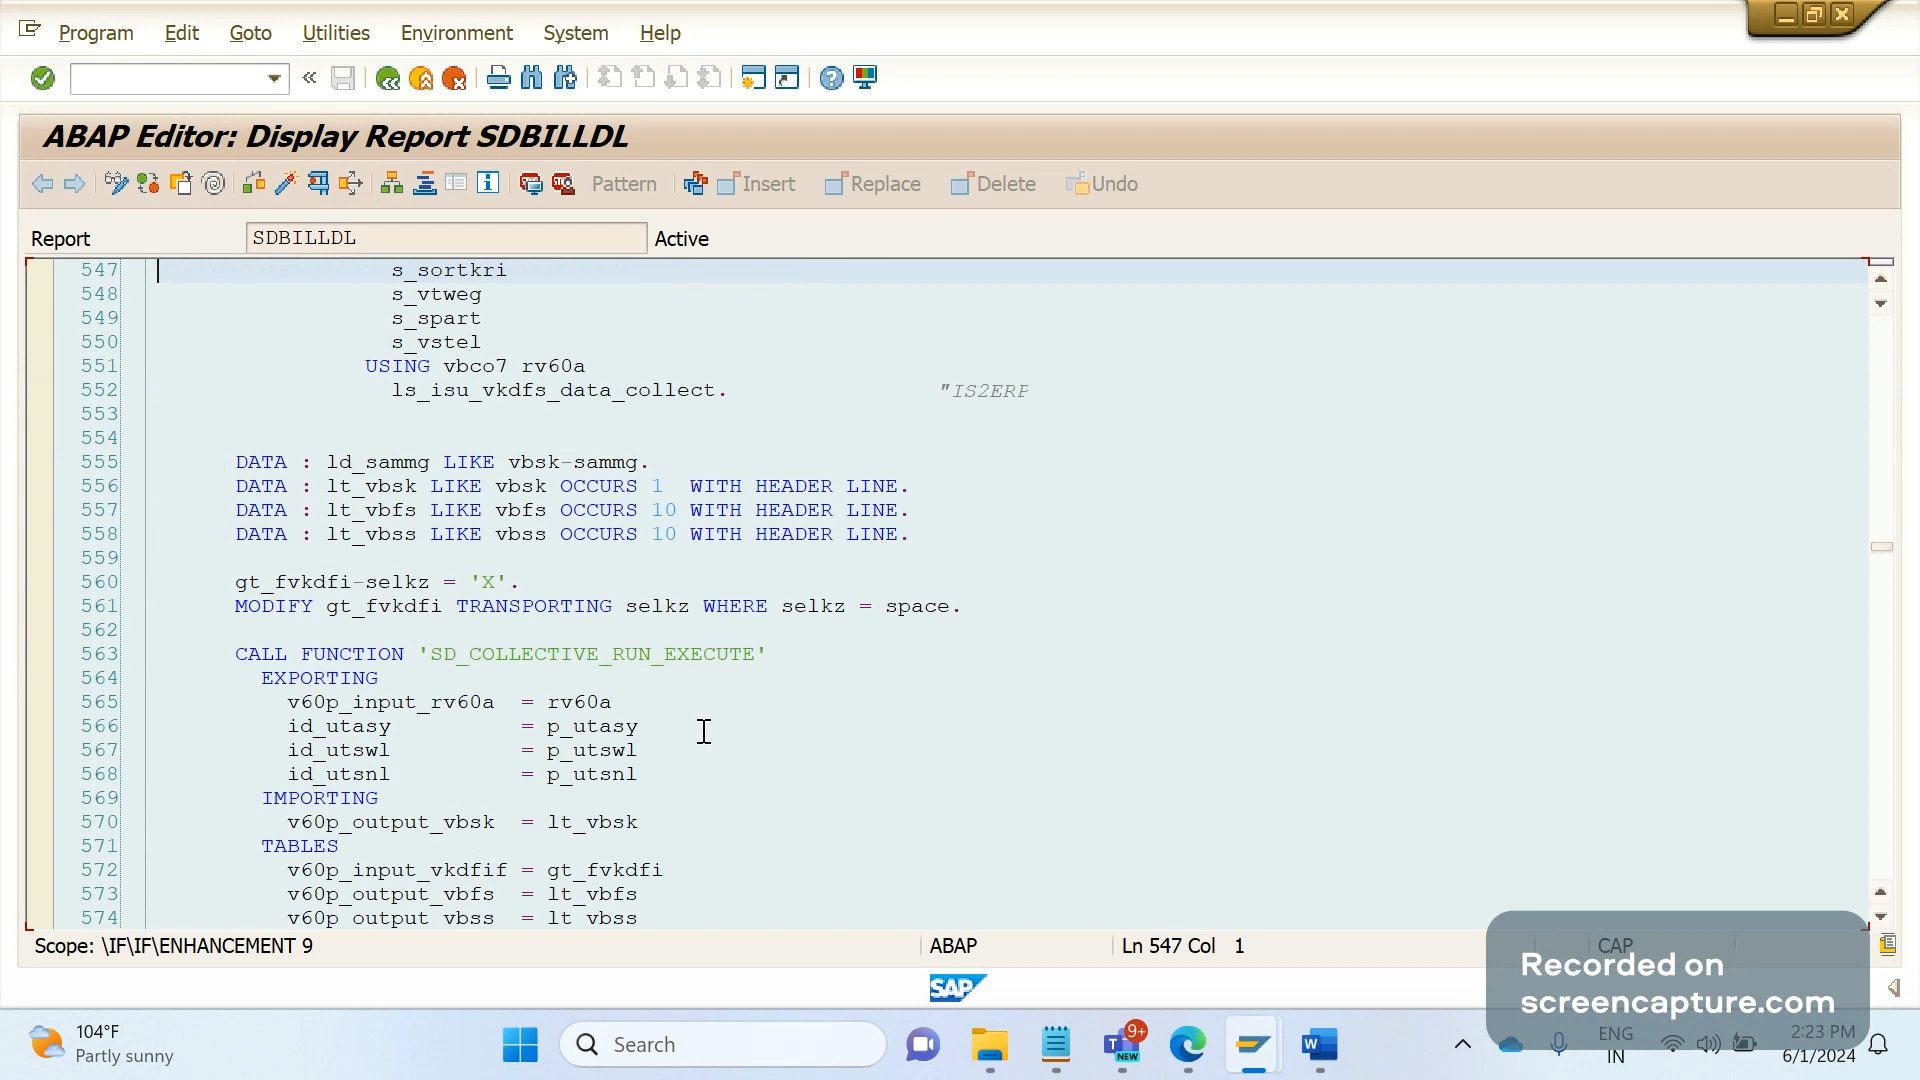 Program Edit Goto Utilities Environment System Help
ABAP Editor: Display Report SDBILLDL
Pattern Insert Replace Delete Undo
Report SDBILLDL Active
547 s_sortkri
548 s_vtweg
549 s_spart
550 s_vstel
551 USING vbco7 rv60a
552 ls_isu_vkdfs_data_collect. "IS2ERP
553
554
555 DATA : ld_sammg LIKE vbsk-sammg.
556 DATA : lt_vbsk LIKE vbsk OCCURS 1 WITH HEADER LINE.
557 DATA : lt_vbfs LIKE vbfs OCCURS 10 WITH HEADER LINE.
558 DATA : lt_vbss LIKE vbss OCCURS 10 WITH HEADER LINE.
559
560 gt_fvkdfi-selkz = 'X'.
561 MODIFY gt_fvkdfi TRANSPORTING selkz WHERE selkz = space.
562
563 CALL FUNCTION 'SD_COLLECTIVE_RUN_EXECUTE'
564 EXPORTING
565 v60p_input_rv60a = rv60a
566 id_utasy = p_utasy
567 id_utswl = p_utswl
568 id_utsnl = p_utsnl
569 IMPORTING
570 v60p_output_vbsk = lt_vbsk
571 TABLES
572 v60p_input_vkdfif = gt_fvkdfi
573 v60p_output_vbfs = lt_vbfs
574 v60p_output_vbss = lt_vbss
Scope: \IF\IF\ENHANCEMENT 9 ABAP Ln 547 Col 1 CAP
SAP
Recorded on
screencapture.com
104°F
Partly sunny
Search
9+
NEW
ENG
IN
2:23 PM
6/1/2024